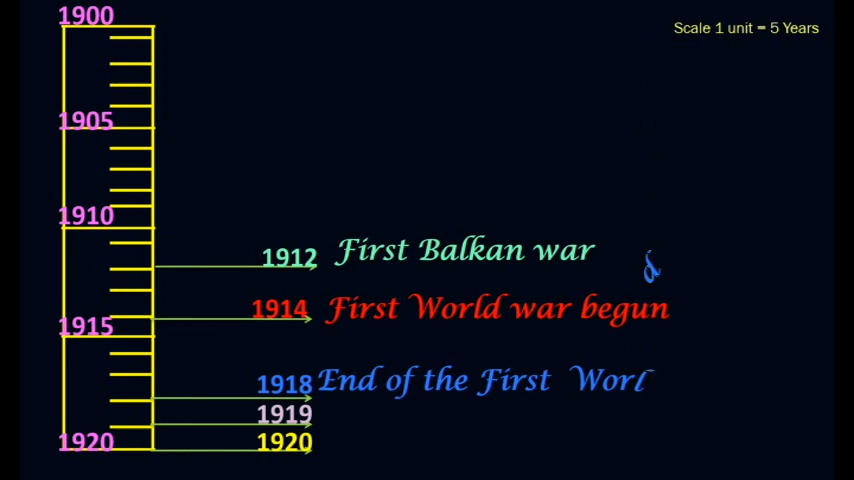 1900
Scale 1 unit = 5 Years
1905
1910
1912 First Balkan war
1914 First World war begun
1915
1918 End of the First Worl
d
1919
1920 1920